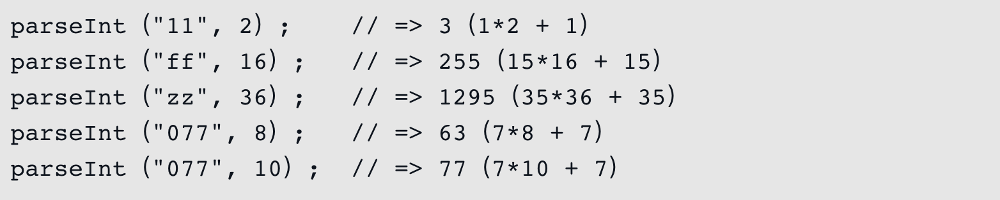 parseInt ("11", 2) ;    // => 3 (1*2 + 1)
parseInt ("ff", 16) ;   // => 255 (15*16 + 15)
parseInt ("zz", 36) ;   // => 1295 (35*36 + 35)
parseInt ("077", 8) ;   // => 63 (7*8 + 7)
parseInt ("077", 10) ;  // => 77 (7*10 + 7)